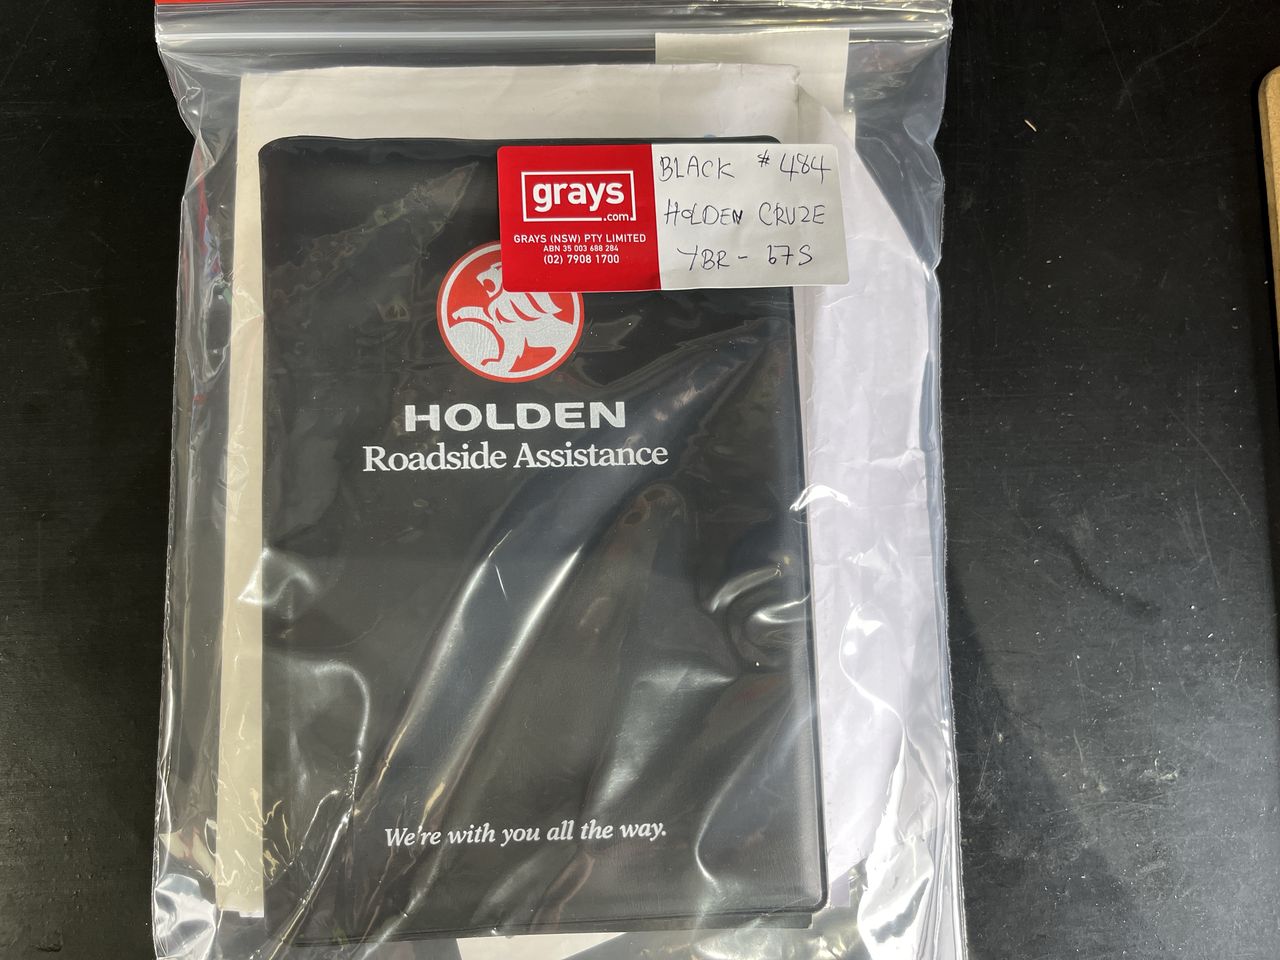 grays
.com
GRAYS (NSW) PTY LIMITED
ABN 35 003 688 284
(02) 7908 1700
BLACK # 484
HOLDEN CRUZE
YBR - 67S
HOLDEN
Roadside Assistance
We're with you all the way.